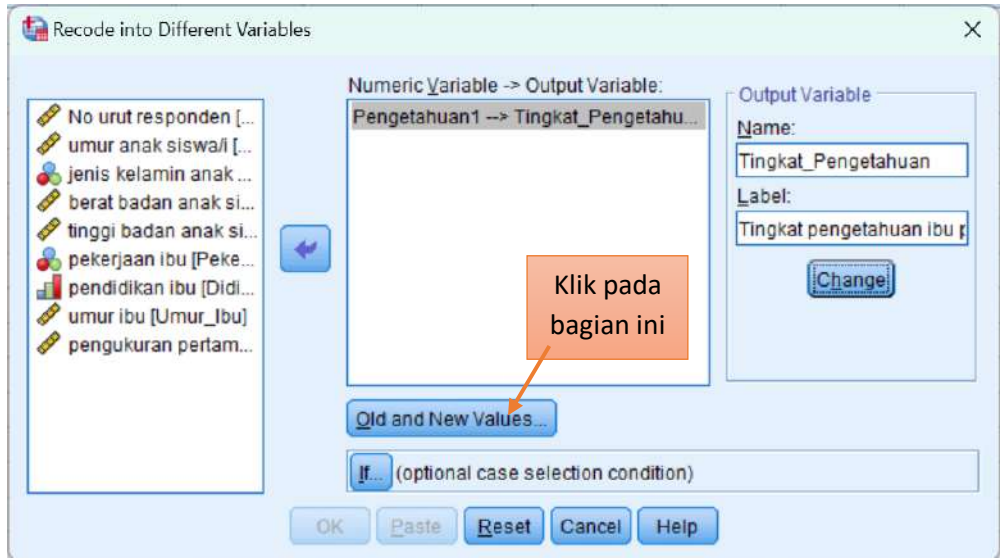 Recode into Different Variables
Numeric Variable -> Output Variable:
No urut responden [...
umur anak siswa/i [...
jenis kelamin anak ...
berat badan anak si...
tinggi badan anak si...
pekerjaan ibu [Peke...
pendidikan ibu [Didi...
umur ibu [Umur_Ibu]
pengukuran pertam...
Pengetahuan1 --> Tingkat_Pengetahu...
Output Variable
Name:
Tingkat_Pengetahuan
Label:
Tingkat pengetahuan ibu p
Change
Klik pada
bagian ini
Old and New Values...
If... (optional case selection condition)
OK Paste Reset Cancel Help